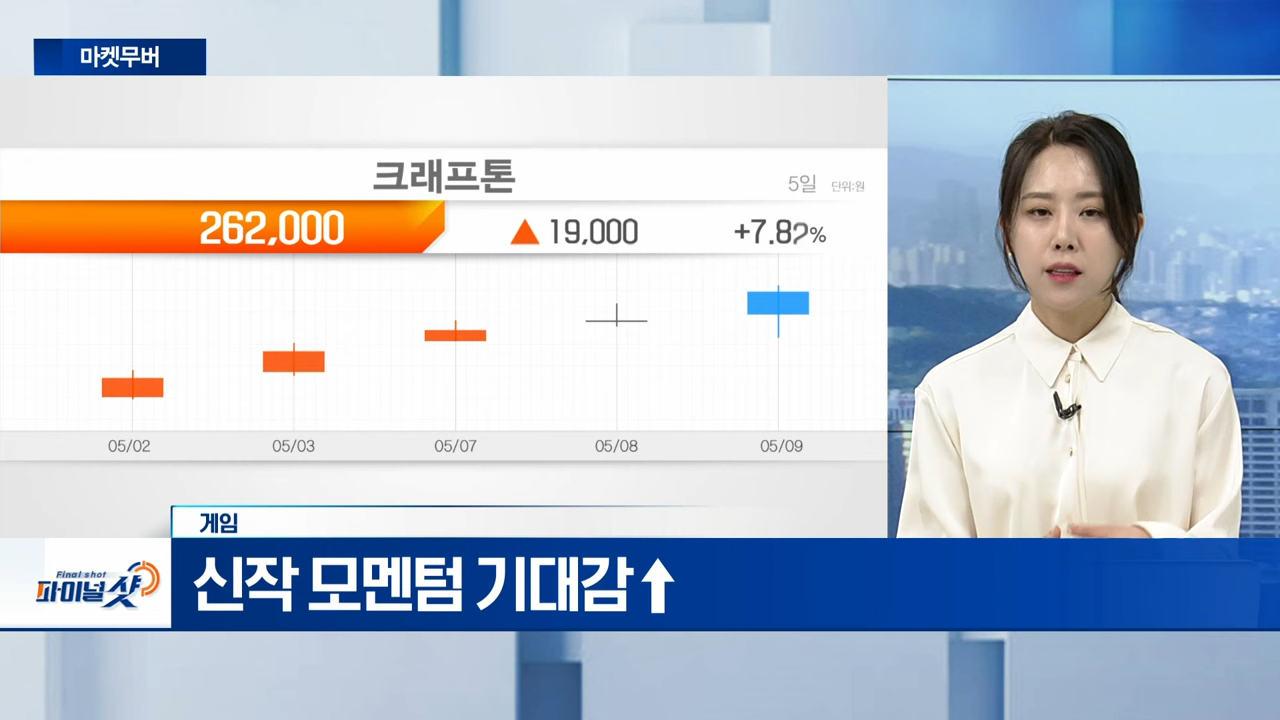 마켓무버
크래프톤
5일 단위:원
262,000 ▲ 19,000 +7.82%
05/02 05/03 05/07 05/08 05/09
게임
Final shot
파이널샷
신작 모멘텀 기대감↑